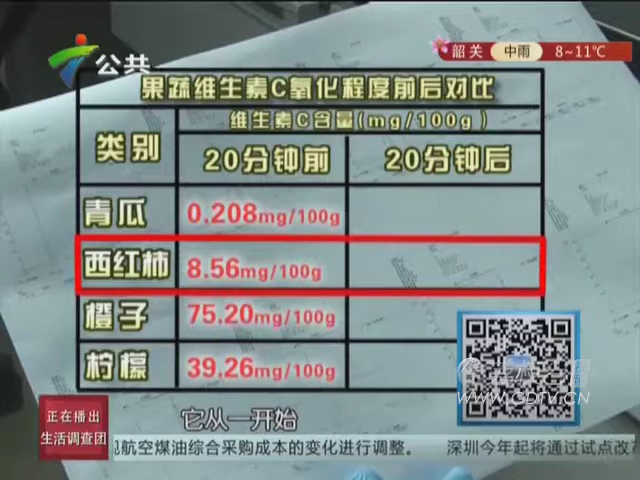 公共
韶关 中雨 8~11℃
果蔬维生素C氧化程度前后对比
类别
维生素C含量(mg/100g)
20分钟前 20分钟后
青瓜 0.208mg/100g
西红柿 8.56mg/100g
橙子 75.20mg/100g
柠檬 39.26mg/100g
WWW.GDTV.CN
正在播出
生活调查团
它从一开始
航空煤油综合采购成本的变化进行调整。 深圳今年起将通过试点改